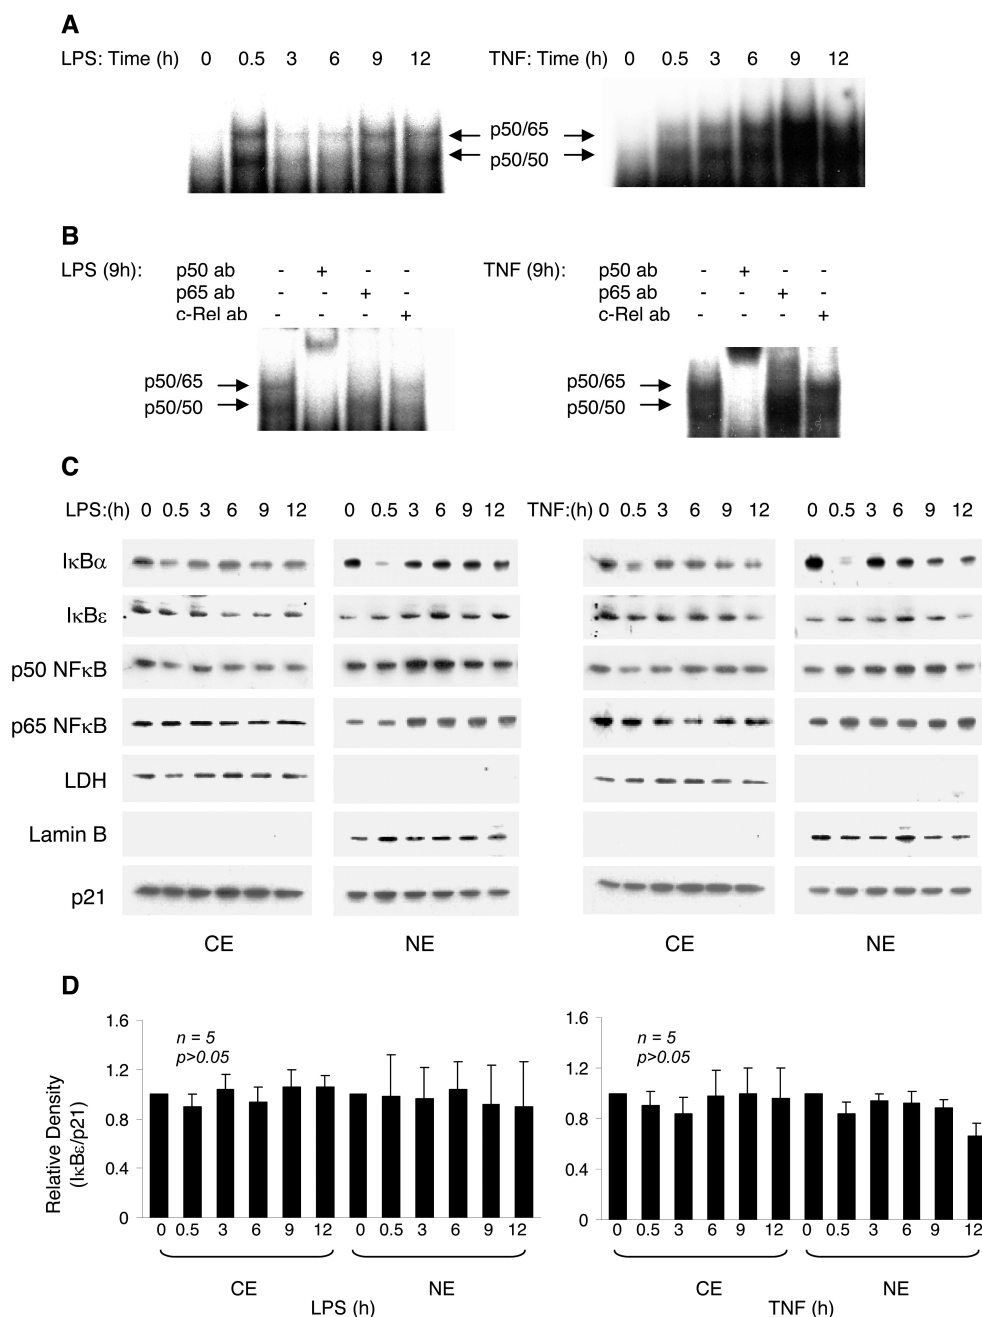 A
LPS: Time (h) 0 0.5 3 6 9 12 TNF: Time (h) 0 0.5 3 6 9 12
p50/65
p50/50
B
LPS (9h): p50 ab - + - - TNF (9h): p50 ab - + - -
p65 ab - - + - p65 ab - - + -
c-Rel ab - - - + c-Rel ab - - - +
p50/65 p50/65
p50/50 p50/50
C
LPS:(h) 0 0.5 3 6 9 12 0 0.5 3 6 9 12 TNF:(h) 0 0.5 3 6 9 12 0 0.5 3 6 9 12
IκBα
IκBε
p50 NFκB
p65 NFκB
LDH
Lamin B
p21
CE NE CE NE
D
Relative Density
(IκBε/p21)
1.6
1.2
0.8
0.4
0
n = 5
p>0.05
0 0.5 3 6 9 12 0 0.5 3 6 9 12
CE NE
LPS (h)
1.6
1.2
0.8
0.4
0
n = 5
p>0.05
0 0.5 3 6 9 12 0 0.5 3 6 9 12
CE NE
TNF (h)